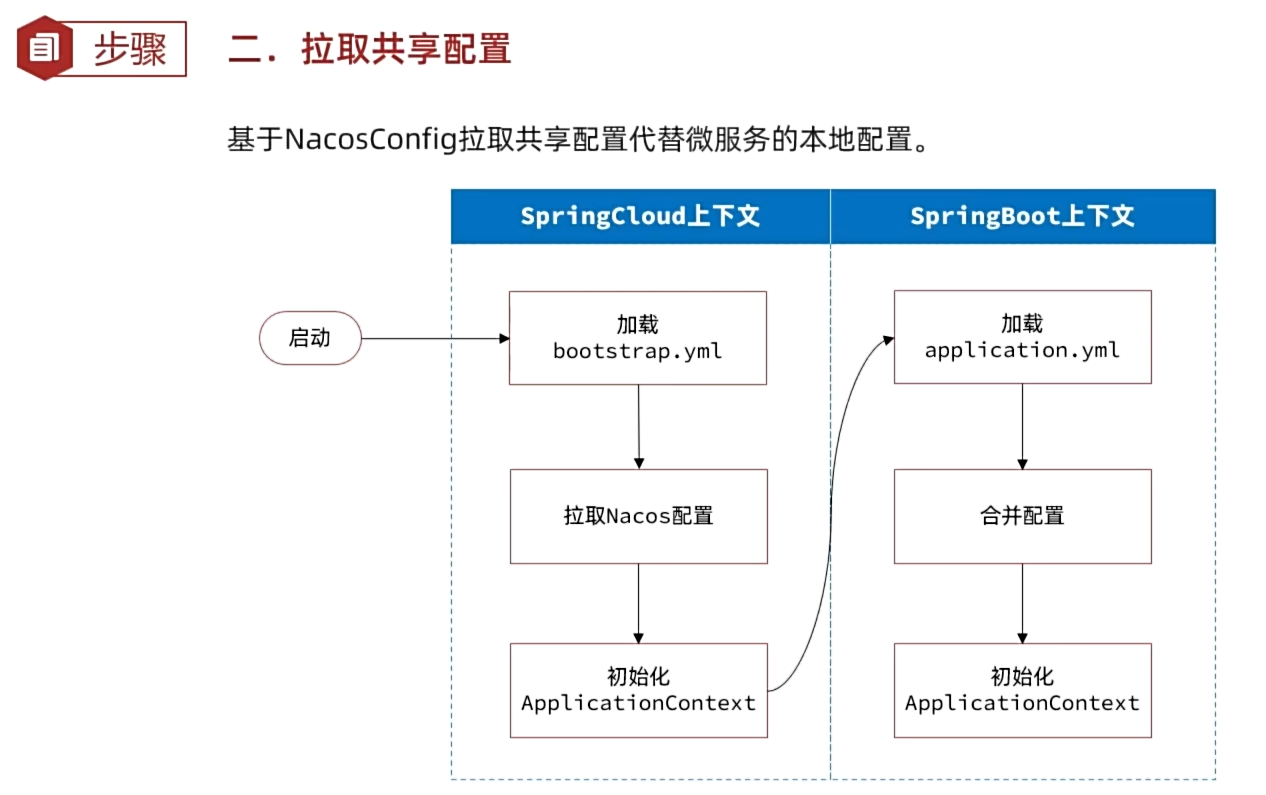 步骤
二．拉取共享配置
基于NacosConfig拉取共享配置代替微服务的本地配置。
SpringCloud上下文
SpringBoot上下文
启动
加载
bootstrap.yml
拉取Nacos配置
初始化
ApplicationContext
加载
application.yml
合并配置
初始化
ApplicationContext